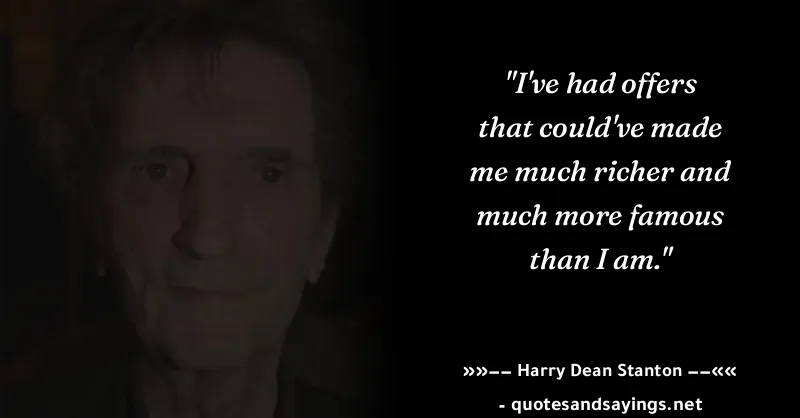 "I've had offers
that could've made
me much richer and
much more famous
than I am."
»»−− Harry Dean Stanton −−««
- quotesandsayings.net